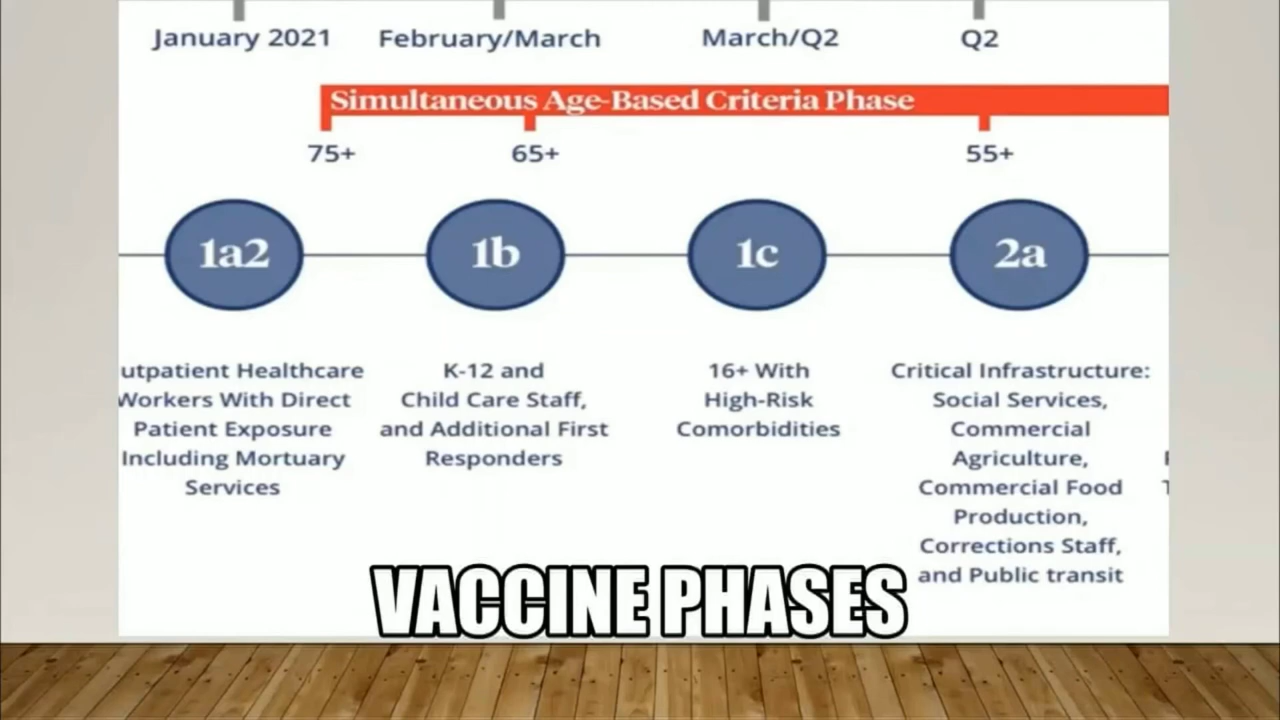 January 2021
February/March
March/Q2
Q2
Simultaneous Age-Based Criteria Phase
75+
65+
55+
1a2
1b
1c
2a
utpatient Healthcare
Workers With Direct
Patient Exposure
Including Mortuary
Services
K-12 and
Child Care Staff,
and Additional First
Responders
16+ With
High-Risk
Comorbidities
Critical Infrastructure:
Social Services,
Commercial
Agriculture,
Commercial Food
Production,
Corrections Staff,
and Public transit
VACCINE PHASES